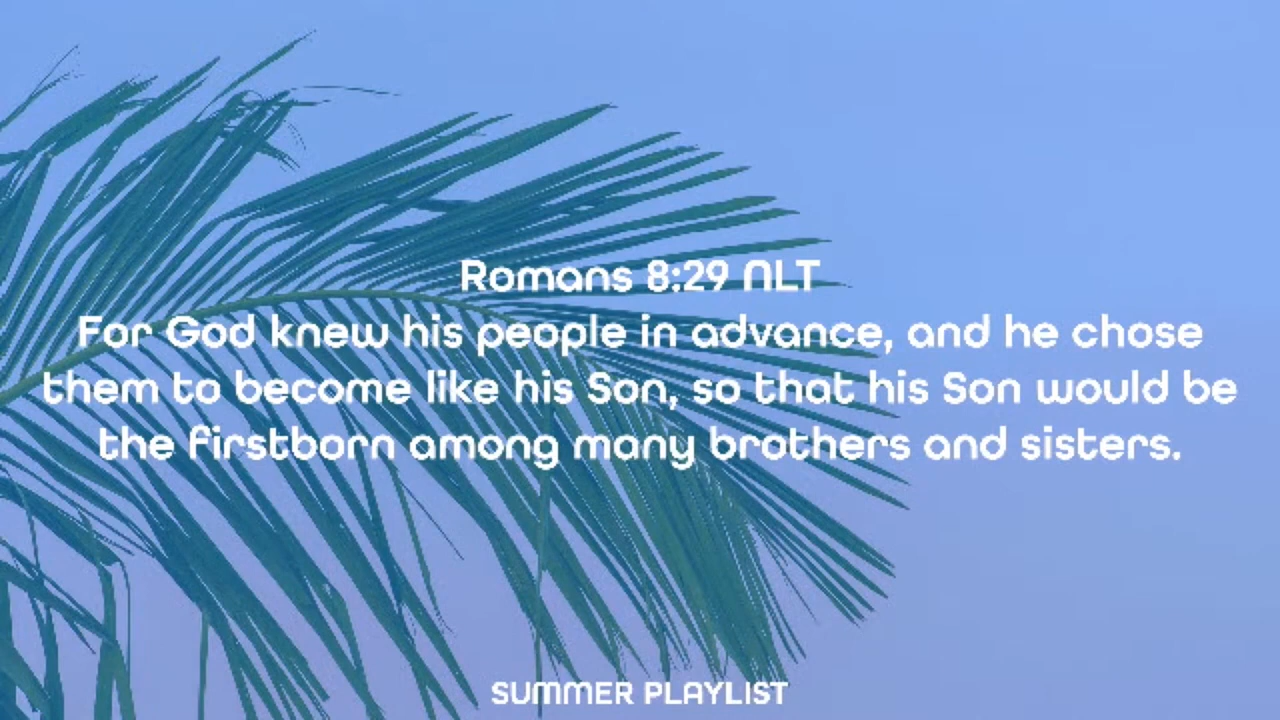 Romans 8:29 NLT
For God knew his people in advance, and he chose
them to become like his Son, so that his Son would be
the firstborn among many brothers and sisters.
SUMMER PLAYLIST